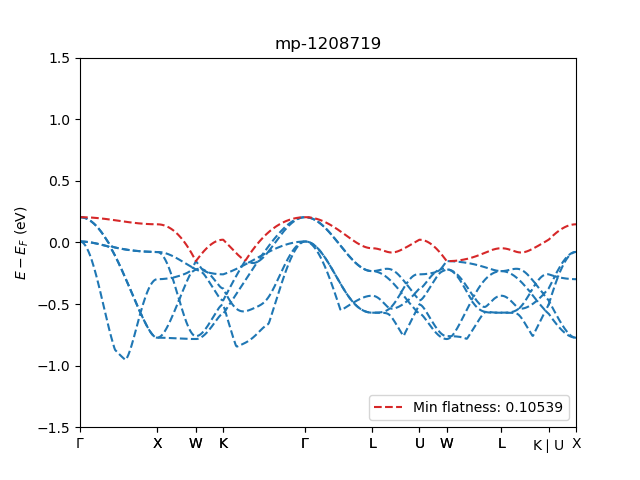 mp-1208719
1.5
1.0
0.5
0.0
−0.5
−1.0
−1.5
E − E_F (eV)
Min flatness: 0.10539
Γ X W K Γ L U W L K | U X